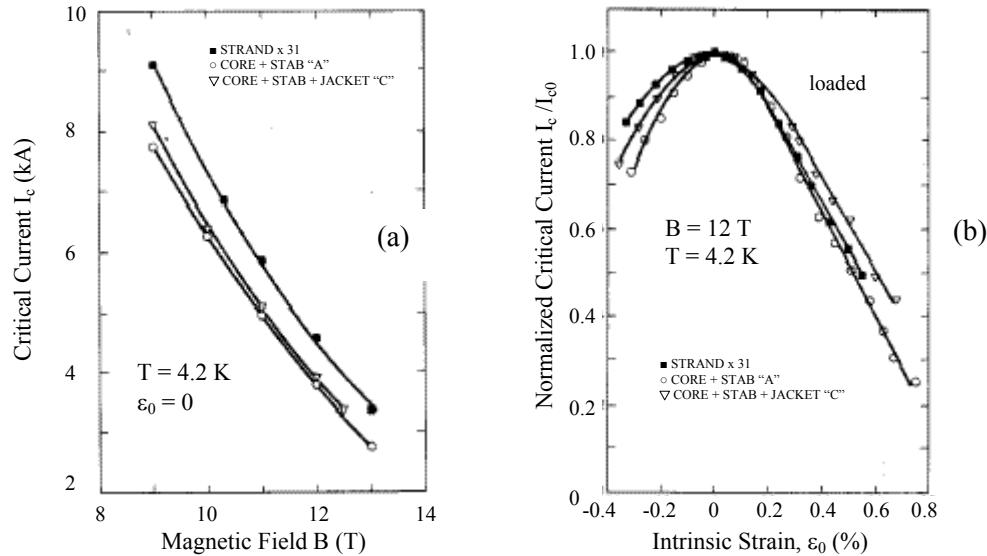 10
8
6
4
2
8
10
12
14
Critical Current I_c (kA)
Magnetic Field B (T)
■ STRAND x 31
○ CORE + STAB “A”
▽ CORE + STAB + JACKET “C”
(a)
T = 4.2 K
ε₀ = 0
1.0
0.8
0.6
0.4
0.2
0
-0.4
-0.2
0
0.2
0.4
0.6
0.8
Normalized Critical Current I_c /I_c0
Intrinsic Strain, ε₀ (%)
loaded
B = 12 T
T = 4.2 K
(b)
■ STRAND x 31
○ CORE + STAB “A”
▽ CORE + STAB + JACKET “C”